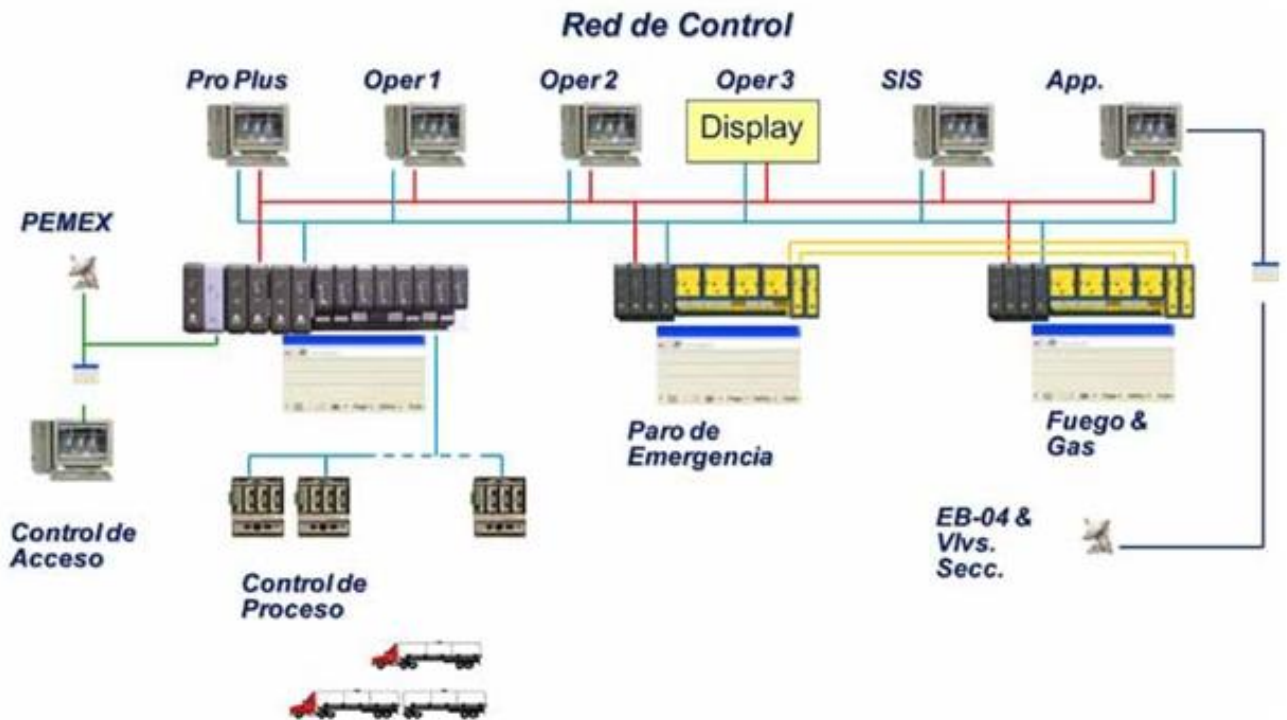 Red de Control
Pro Plus
Oper 1
Oper 2
Oper 3
SIS
App.
Display
PEMEX
Paro de
Emergencia
Fuego &
Gas
Control de
Acceso
EB-04 &
Vlvs.
Secc.
Control de
Proceso